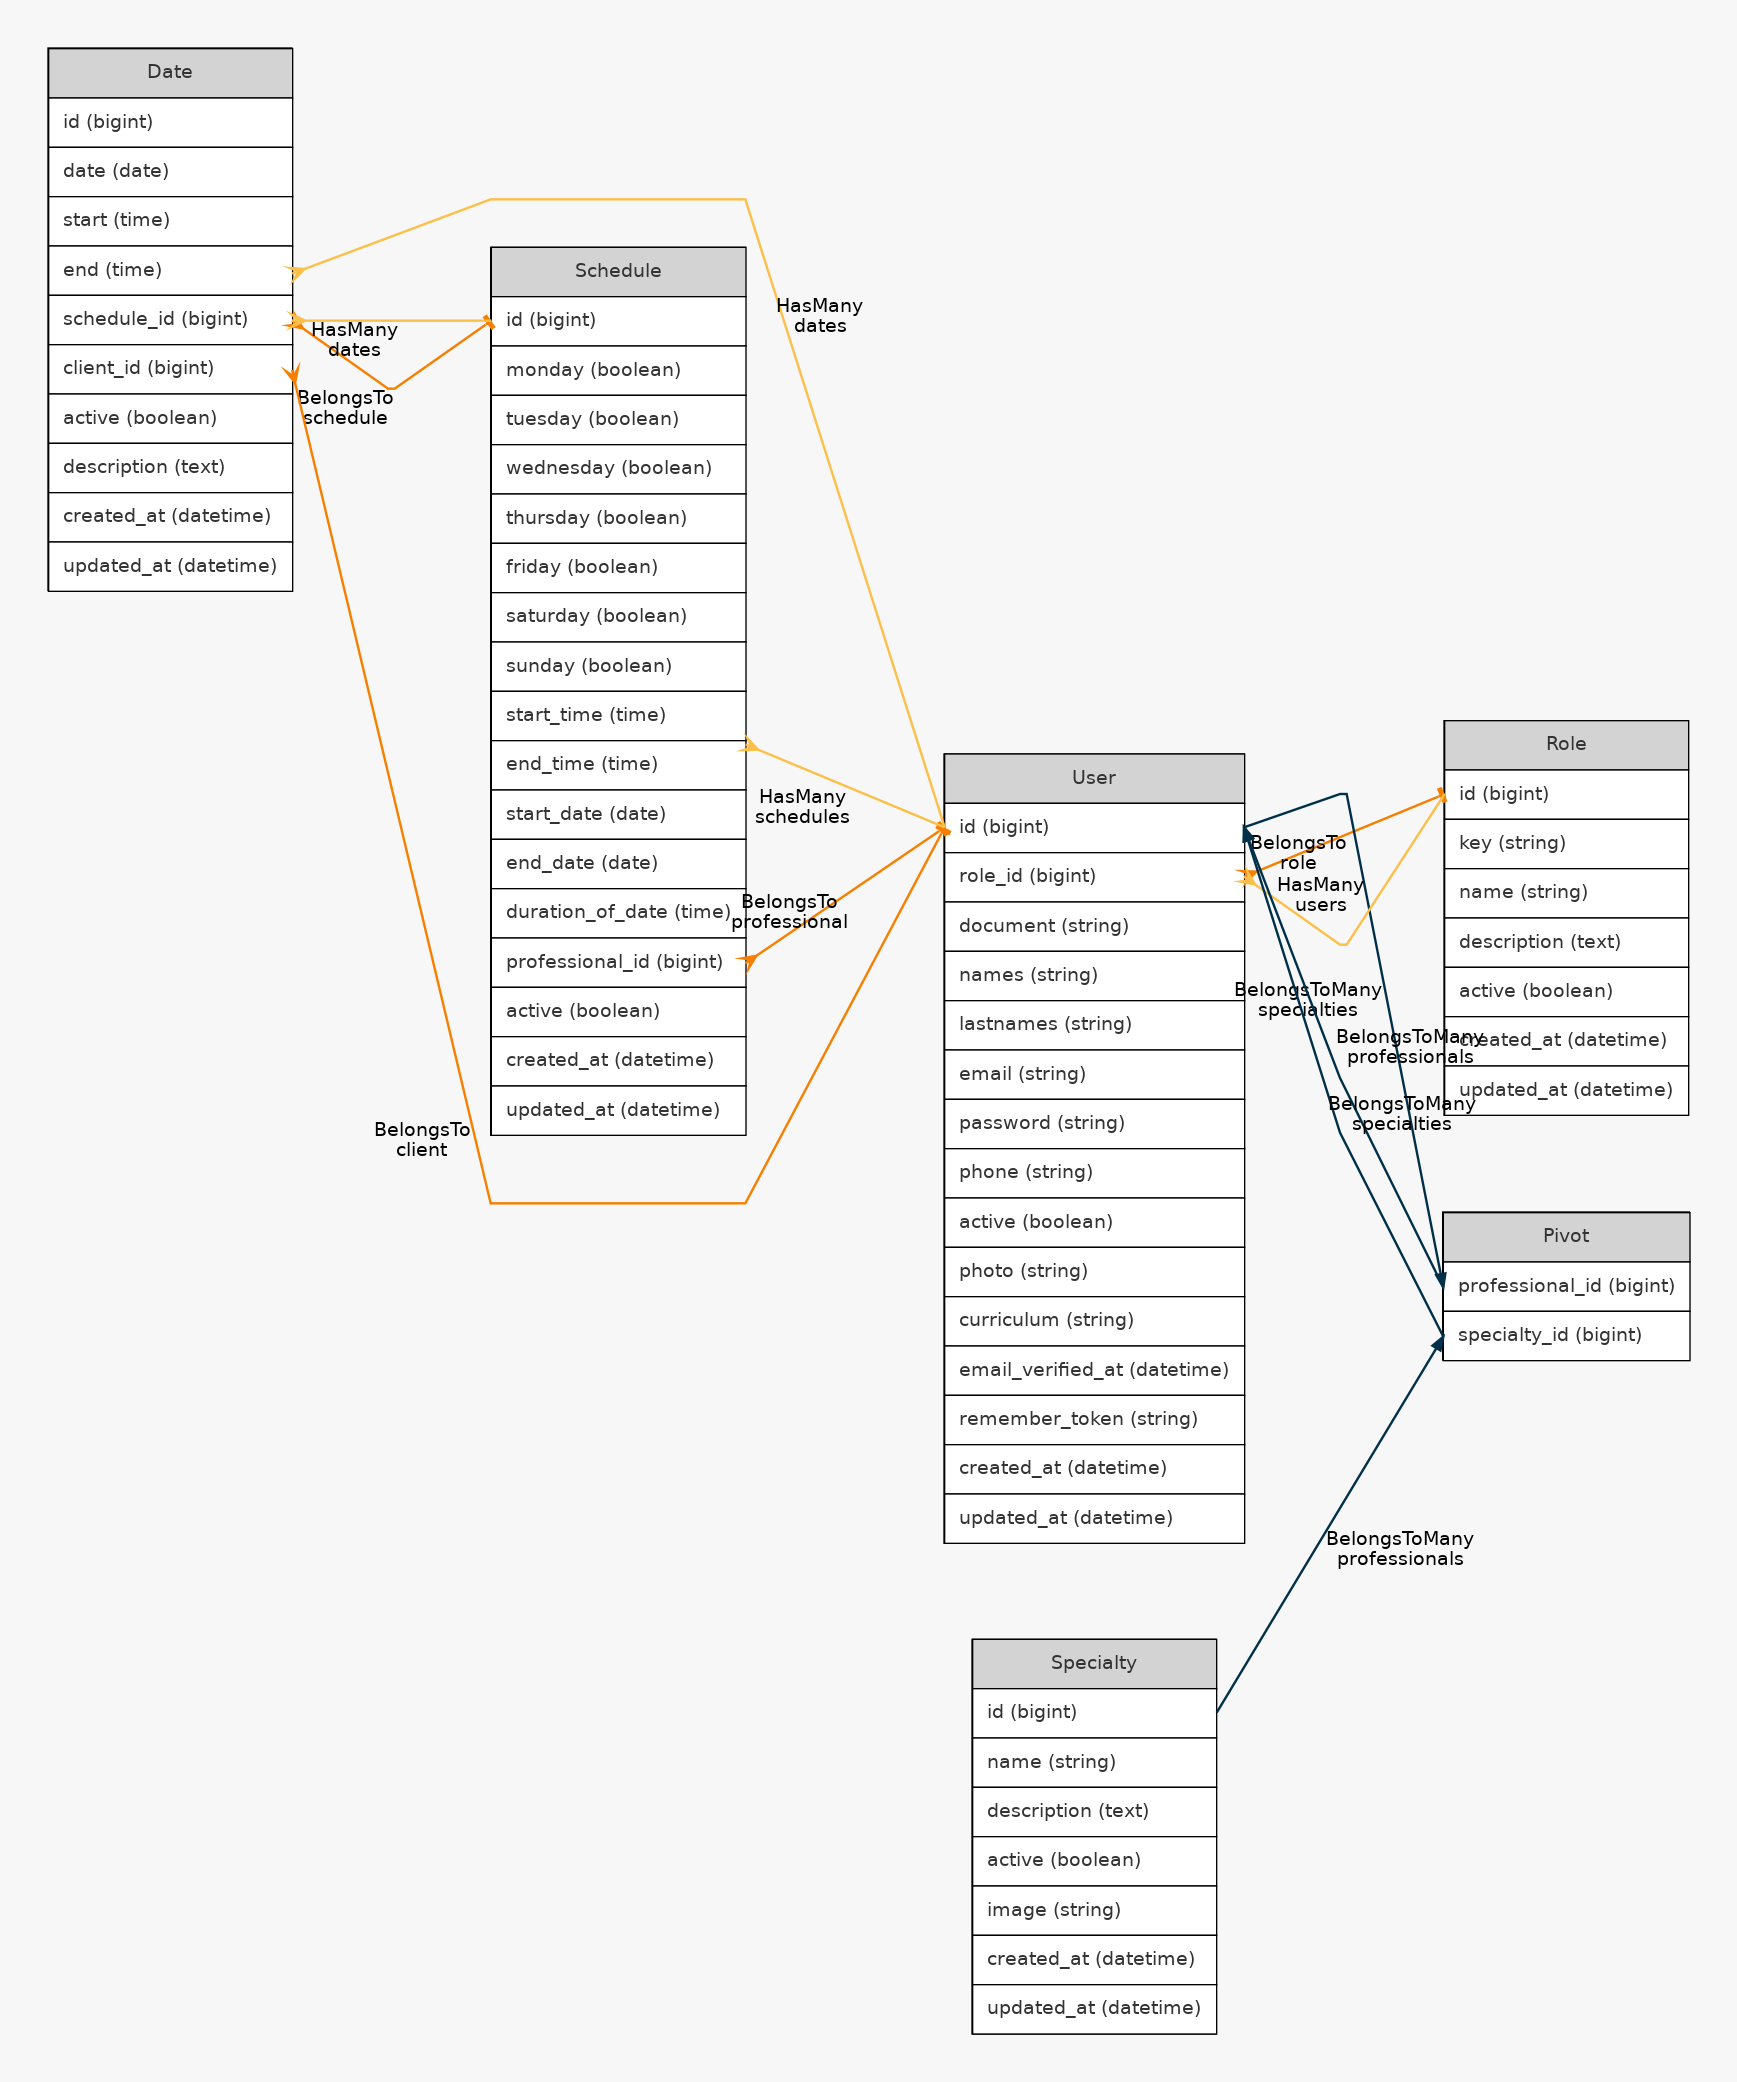 Date
id (bigint)
date (date)
start (time)
end (time)
schedule_id (bigint)
client_id (bigint)
active (boolean)
description (text)
created_at (datetime)
updated_at (datetime)
HasMany
dates
BelongsTo
schedule
BelongsTo
client
Schedule
id (bigint)
monday (boolean)
tuesday (boolean)
wednesday (boolean)
thursday (boolean)
friday (boolean)
saturday (boolean)
sunday (boolean)
start_time (time)
end_time (time)
start_date (date)
end_date (date)
duration_of_date (time)
professional_id (bigint)
active (boolean)
created_at (datetime)
updated_at (datetime)
HasMany
dates
HasMany
schedules
BelongsTo
professional
User
id (bigint)
role_id (bigint)
document (string)
names (string)
lastnames (string)
email (string)
password (string)
phone (string)
active (boolean)
photo (string)
curriculum (string)
email_verified_at (datetime)
remember_token (string)
created_at (datetime)
updated_at (datetime)
BelongsTo
role
HasMany
users
BelongsToMany
specialties
BelongsToMany
professionals
BelongsToMany
specialties
Role
id (bigint)
key (string)
name (string)
description (text)
active (boolean)
created_at (datetime)
updated_at (datetime)
Pivot
professional_id (bigint)
specialty_id (bigint)
BelongsToMany
professionals
Specialty
id (bigint)
name (string)
description (text)
active (boolean)
image (string)
created_at (datetime)
updated_at (datetime)